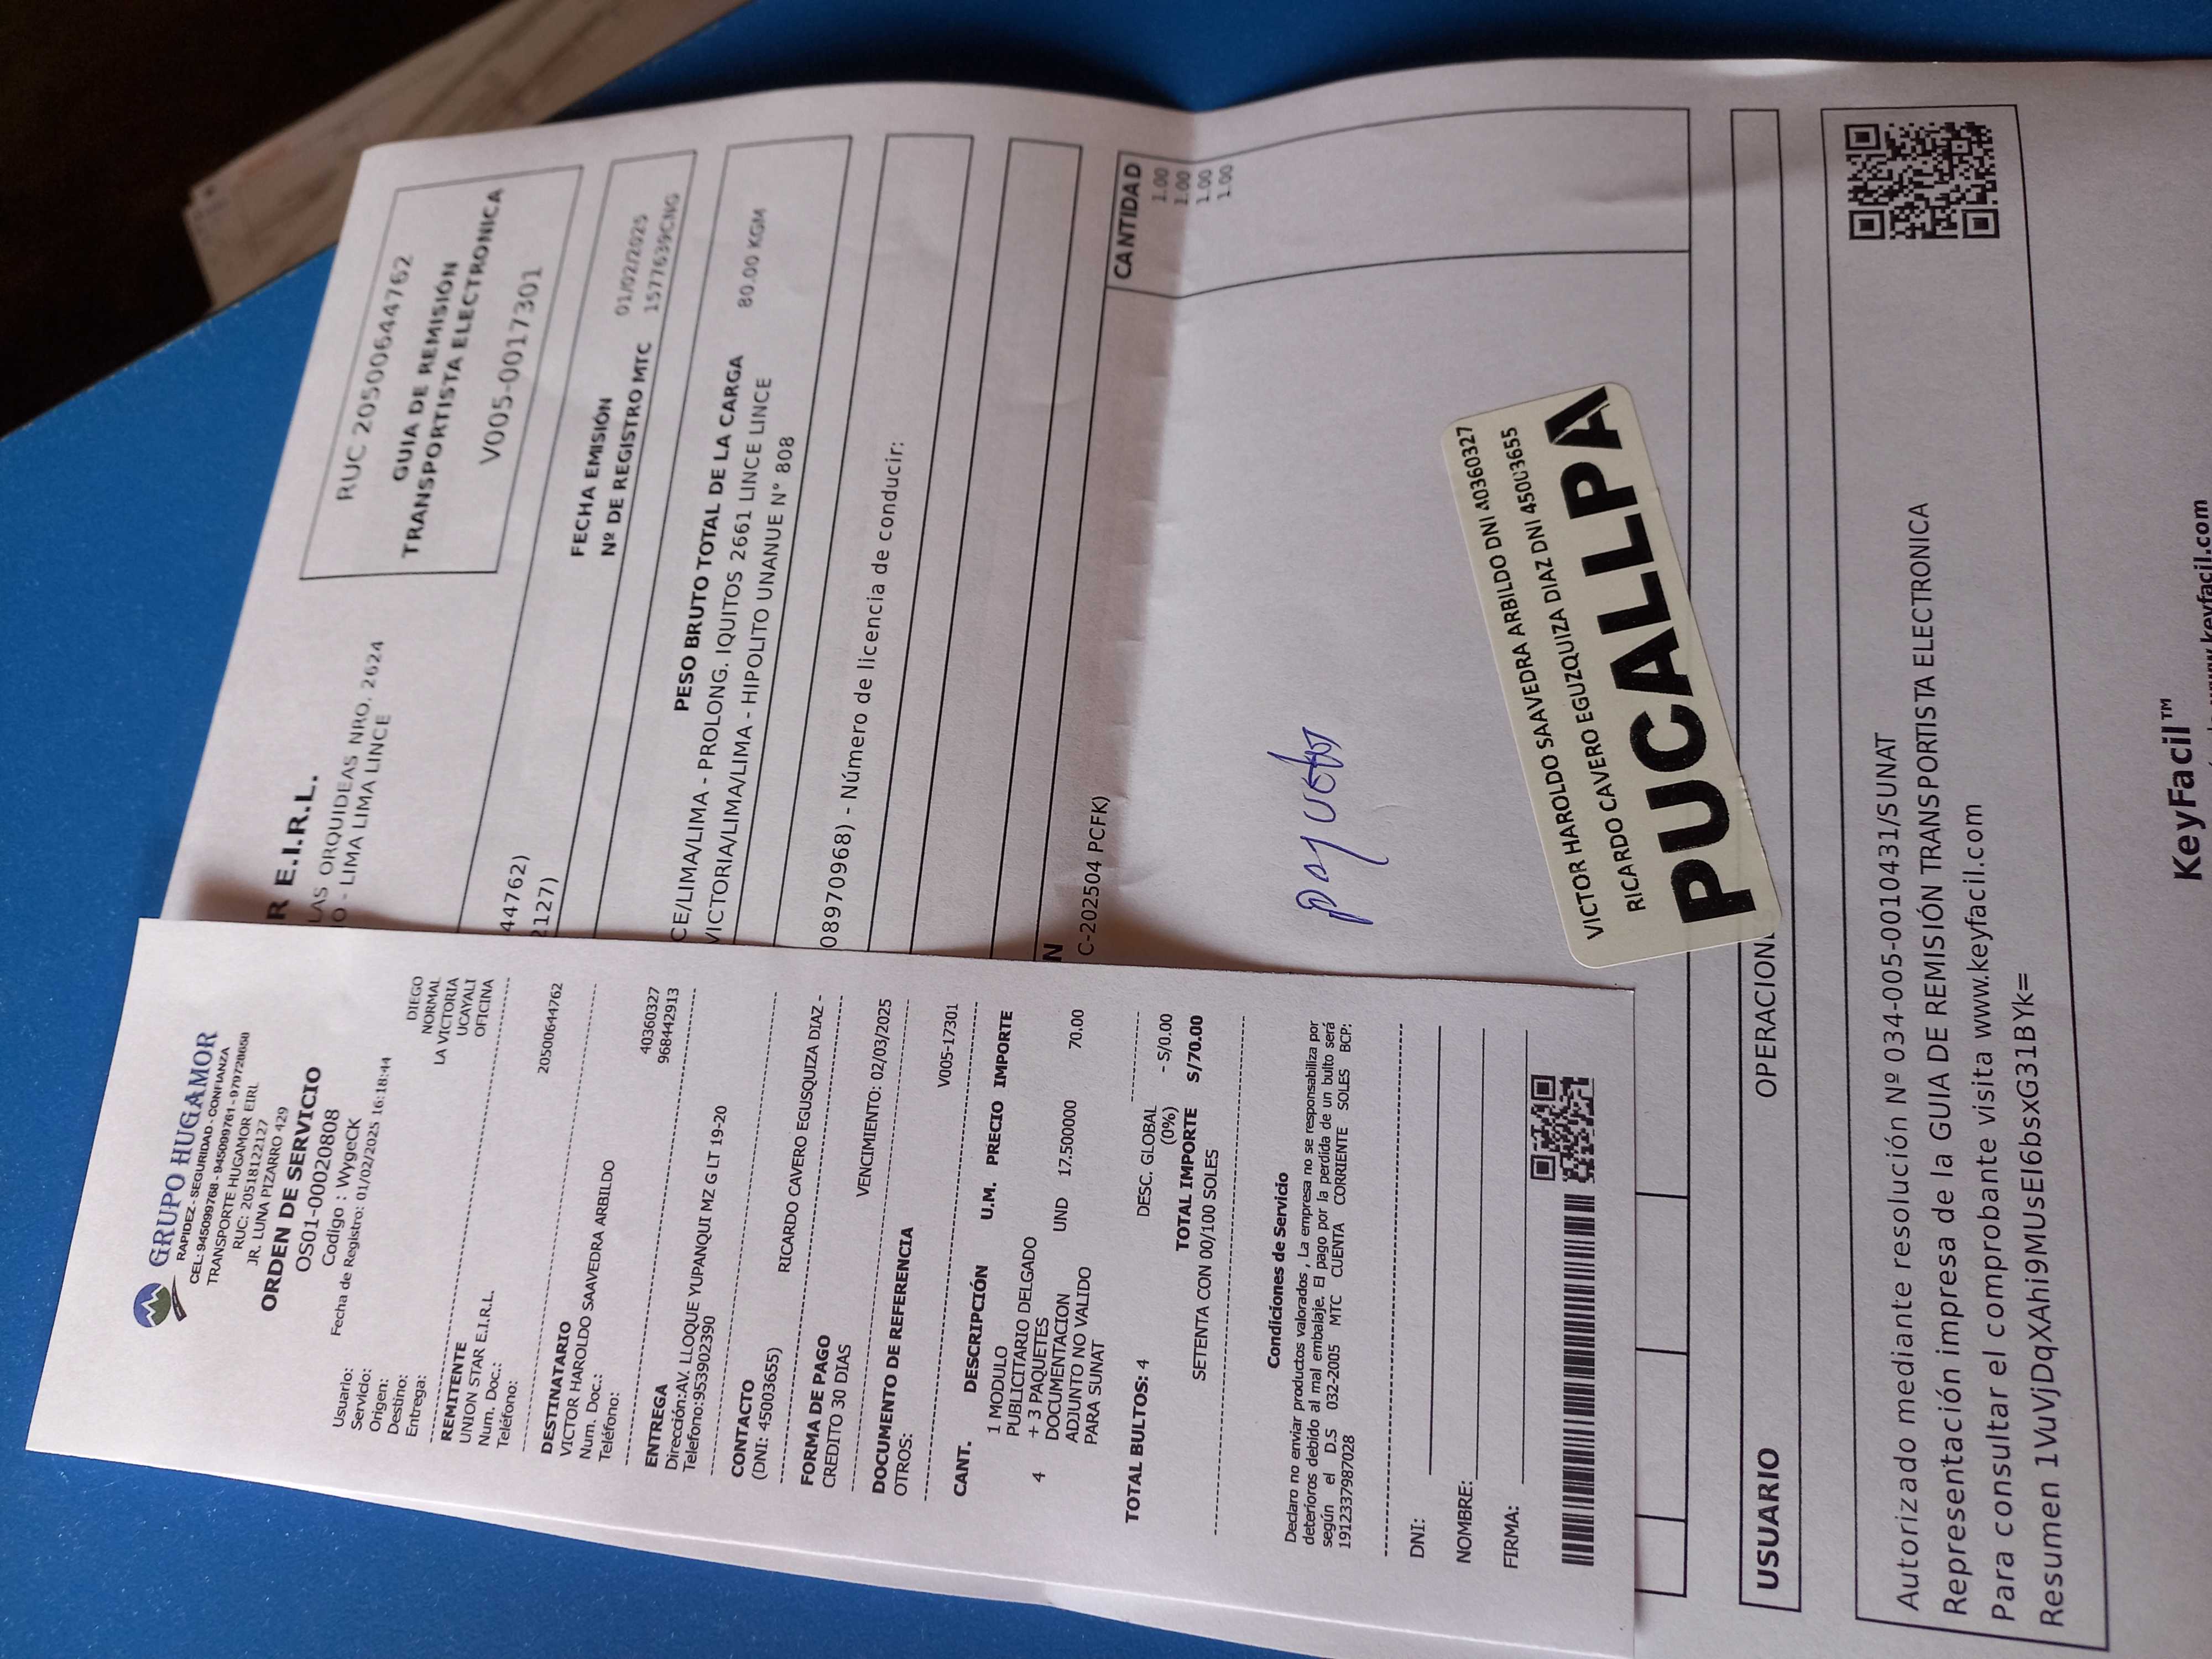 GRUPO HUGAMOR
RAPIDEZ - SEGURIDAD - CONFIANZA
CEL: 945099768 - 945099761 - 979728650
TRANSPORTE HUGAMOR EIRL
RUC: 20518122127
JR. LUNA PIZARRO 429
ORDEN DE SERVICIO
OS01-00020808
Codigo : WygeCK
Fecha de Registro: 01/02/2025 16:18:44
Usuario: DIEGO
Servicio: NORMAL
Origen: LA VICTORIA
Destino: UCAYALI
Entrega: OFICINA
REMITENTE
UNION STAR E.I.R.L.
Num. Doc.: 20500644762
Teléfono:
DESTINATARIO
VICTOR HAROLDO SAAVEDRA ARBILDO
Num. Doc.: 40360327
Teléfono: 968442913
ENTREGA
Dirección:AV. LLOQUE YUPANQUI MZ G LT 19-20
Telefono:953902390
CONTACTO
RICARDO CAVERO EGUSQUIZA DIAZ -
(DNI: 45003655)
FORMA DE PAGO
CREDITO 30 DIAS VENCIMIENTO: 02/03/2025
DOCUMENTO DE REFERENCIA
OTROS: V005-17301
CANT. DESCRIPCIÓN U.M. PRECIO IMPORTE
1 MODULO
PUBLICITARIO DELGADO
4 + 3 PAQUETES UND 17.5000000 70.00
DOCUMENTACION
ADJUNTO NO VALIDO
PARA SUNAT
TOTAL BULTOS: 4
DESC. GLOBAL - S/0.00
(0%)
TOTAL IMPORTE S/70.00
SETENTA CON 00/100 SOLES
Condiciones de Servicio
Declaro no enviar productos valorados , La empresa no se responsabiliza por
deterioros debido al mal embalaje. El pago por la perdida de un bulto será
según el D.S 032-2005 MTC CUENTA CORRIENTE SOLES BCP:
1912337987028
DNI:
NOMBRE:
FIRMA:
R E.I.R.L.
LAS ORQUIDEAS NRO. 2624
IO - LIMA LIMA LINCE
RUC 20500644762
GUIA DE REMISIÓN
TRANSPORTISTA ELECTRONICA
V005-0017301
44762)
2127)
FECHA EMISIÓN 01/02/2025
Nº DE REGISTRO MTC 1577639CNG
PESO BRUTO TOTAL DE LA CARGA 80.00 KGM
CE/LIMA/LIMA - PROLONG. IQUITOS 2661 LINCE LINCE
VICTORIA/LIMA/LIMA - HIPOLITO UNANUE N° 808
08970968) - Número de licencia de conducir:
N CANTIDAD
C-202504 PCFK) 1.00
1.00
1.00
1.00
VICTOR HAROLDO SAAVEDRA ARBILDO DNI 40360327
RICARDO CAVERO EGUZQUIZA DIAZ DNI 45003655
PUCALLPA
USUARIO OPERACION
Autorizado mediante resolución Nº 034-005-0010431/SUNAT
Representación impresa de la GUIA DE REMISIÓN TRANSPORTISTA ELECTRONICA
Para consultar el comprobante visita www.keyfacil.com
Resumen 1VuVjDqXAhi9MUsEI6bsxG31BYk=
KeyFacil™
www.keyfacil.com